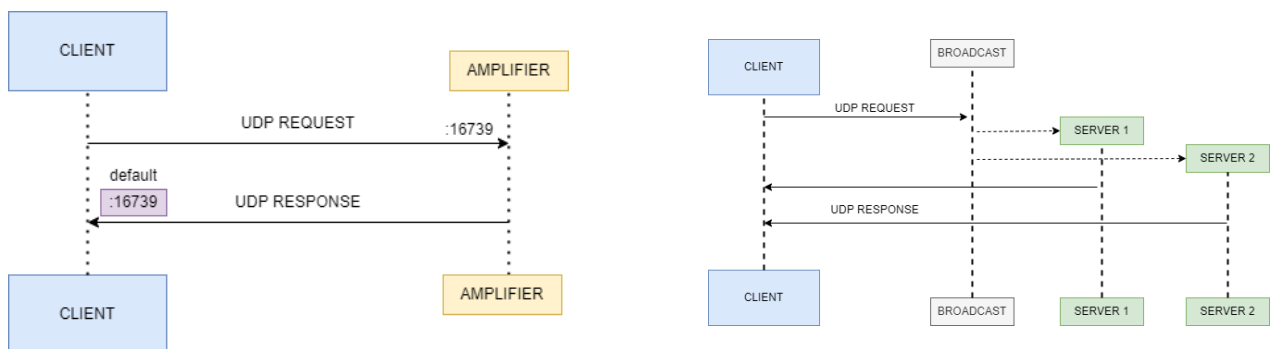 CLIENT
AMPLIFIER
UDP REQUEST
:16739
default
:16739
UDP RESPONSE
CLIENT
AMPLIFIER
CLIENT
BROADCAST
UDP REQUEST
SERVER 1
SERVER 2
UDP RESPONSE
CLIENT
BROADCAST
SERVER 1
SERVER 2